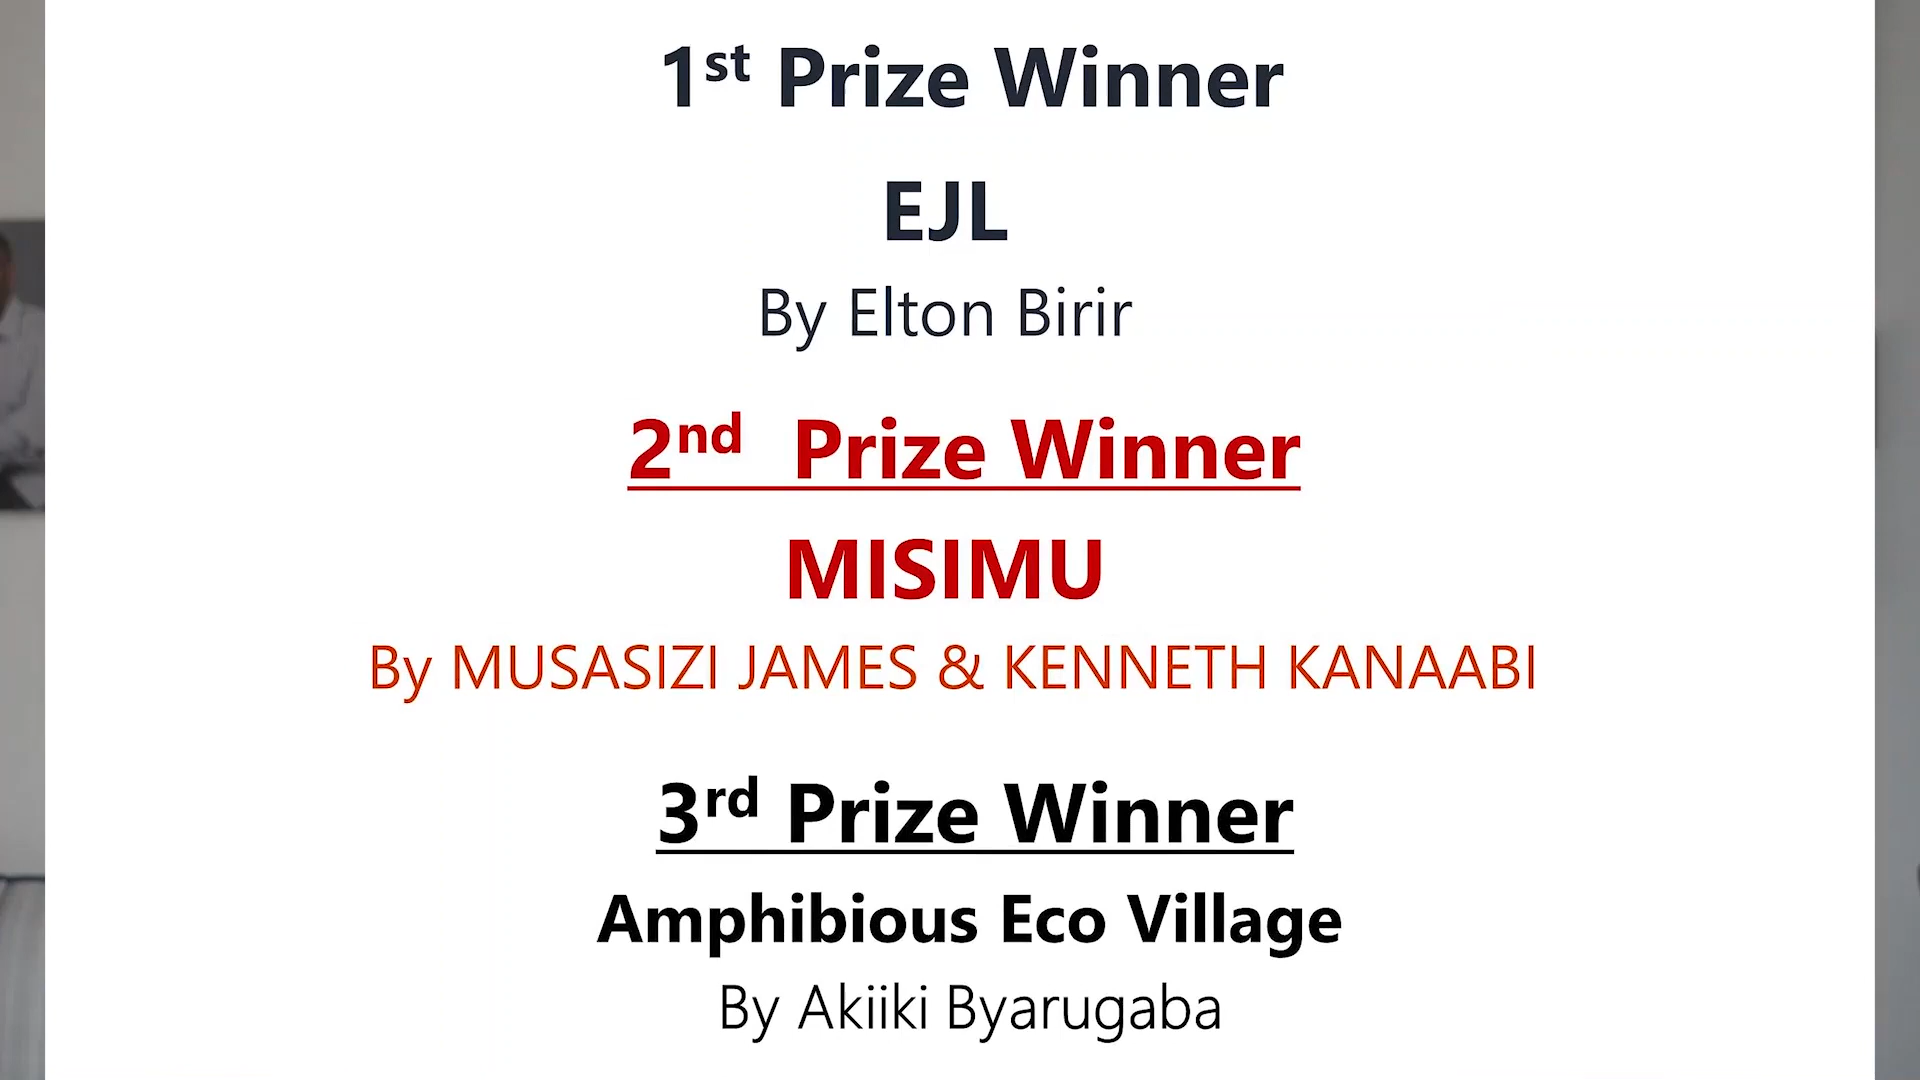 1st Prize Winner
EJL
By Elton Birir
2nd Prize Winner
MISIMU
By MUSASIZI JAMES & KENNETH KANAABI
3rd Prize Winner
Amphibious Eco Village
By Akiiki Byarugaba